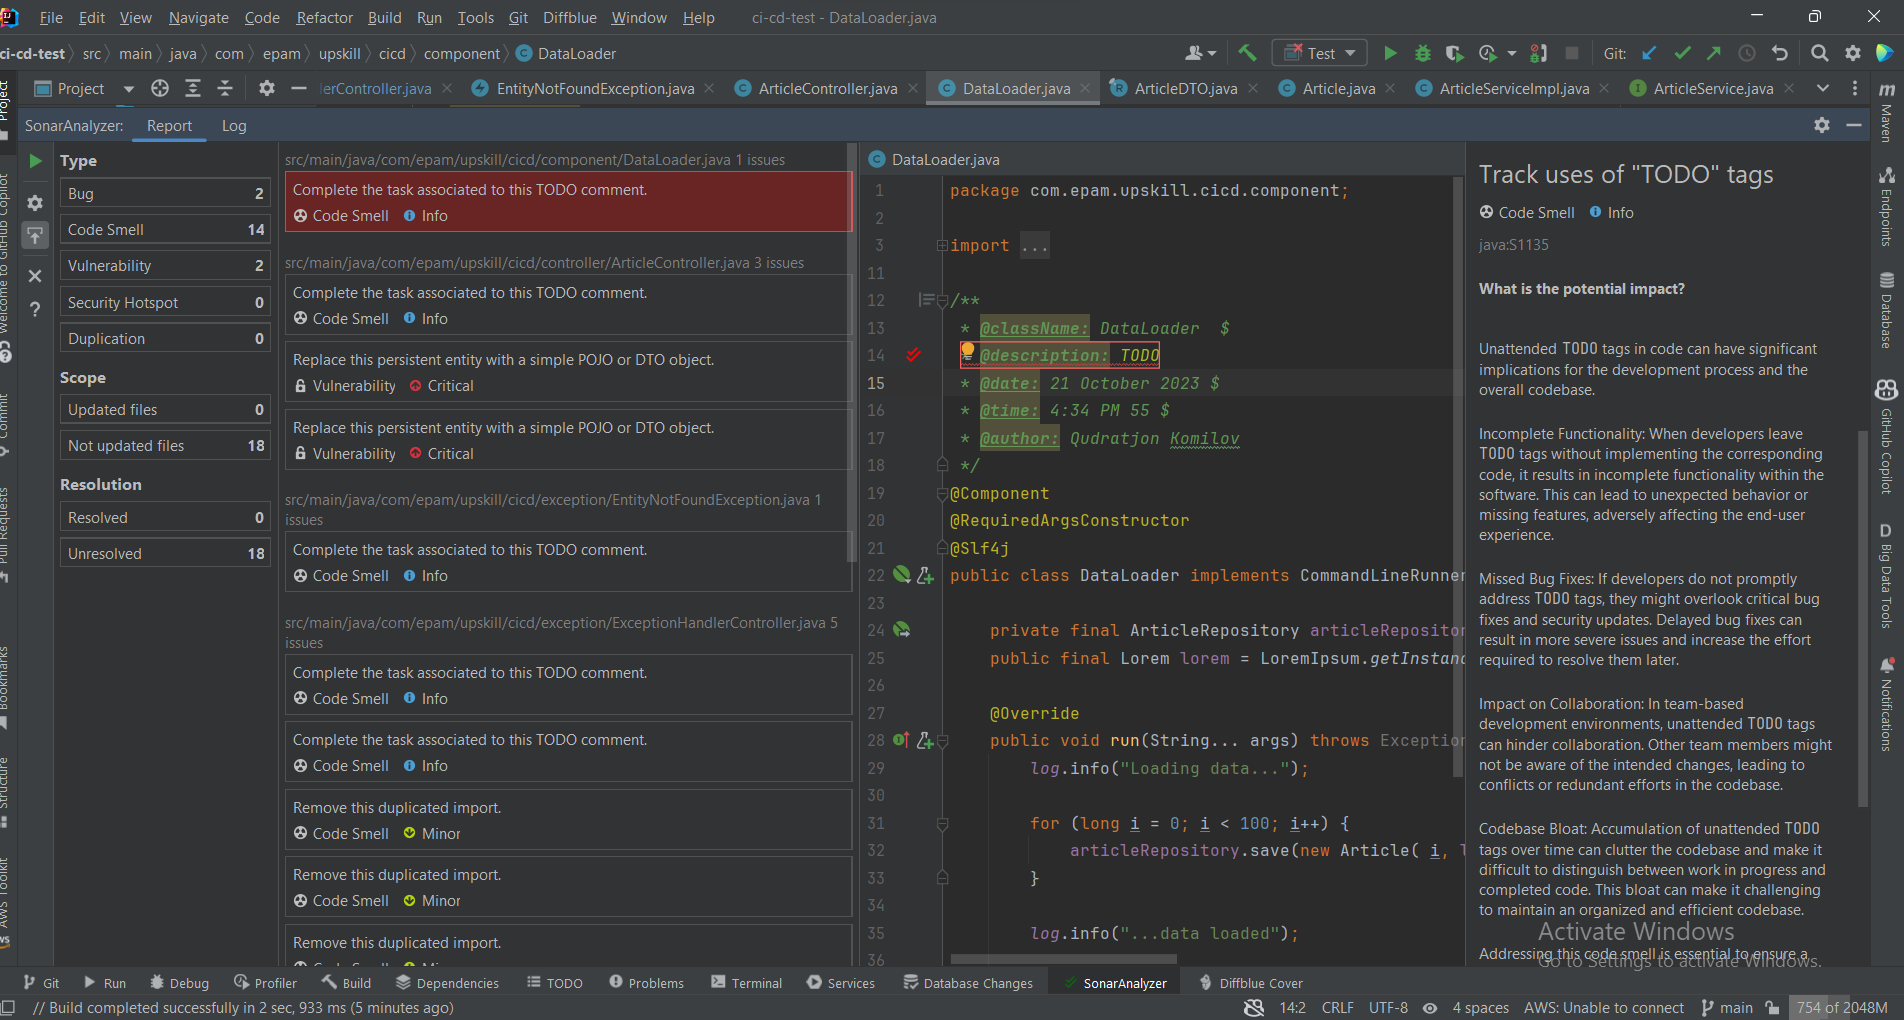 File Edit View Navigate Code Refactor Build Run Tools Git Diffblue Window Help ci-cd-test - DataLoader.java
ci-cd-test src main java com epam upskill cicd component DataLoader Test Git:
Project lerController.java EntityNotFoundException.java ArticleController.java DataLoader.java ArticleDTO.java Article.java ArticleServiceImpl.java ArticleService.java
SonarAnalyzer: Report Log
Type
Bug 2
Code Smell 14
Vulnerability 2
Security Hotspot 0
Duplication 0
Scope
Updated files 0
Not updated files 18
Resolution
Resolved 0
Unresolved 18
src/main/java/com/epam/upskill/cicd/component/DataLoader.java 1 issues
Complete the task associated to this TODO comment.
Code Smell Info
src/main/java/com/epam/upskill/cicd/controller/ArticleController.java 3 issues
Complete the task associated to this TODO comment.
Code Smell Info
Replace this persistent entity with a simple POJO or DTO object.
Vulnerability Critical
Replace this persistent entity with a simple POJO or DTO object.
Vulnerability Critical
src/main/java/com/epam/upskill/cicd/exception/EntityNotFoundException.java 1
issues
Complete the task associated to this TODO comment.
Code Smell Info
src/main/java/com/epam/upskill/cicd/exception/ExceptionHandlerController.java 5
issues
Complete the task associated to this TODO comment.
Code Smell Info
Complete the task associated to this TODO comment.
Code Smell Info
Remove this duplicated import.
Code Smell Minor
Remove this duplicated import.
Code Smell Minor
Remove this duplicated import.
DataLoader.java
1 package com.epam.upskill.cicd.component;
2
3 import ...
11
12 /**
13 * @className: DataLoader $
14 @description: TODO
15 * @date: 21 October 2023 $
16 * @time: 4:34 PM 55 $
17 * @author: Qudratjon Komilov
18 */
19 @Component
20 @RequiredArgsConstructor
21 @Slf4j
22 public class DataLoader implements CommandLineRunner
23
24 private final ArticleRepository articleRepositor
25 public final Lorem lorem = LoremIpsum.getInstanc
26
27 @Override
28 public void run(String... args) throws Exception
29 log.info("Loading data...");
30
31 for (long i = 0; i < 100; i++) {
32 articleRepository.save(new Article( i, l
33 }
34
35 log.info("...data loaded");
36
Track uses of "TODO" tags
Code Smell Info
java:S1135
What is the potential impact?
Unattended TODO tags in code can have significant
implications for the development process and the
overall codebase.
Incomplete Functionality: When developers leave
TODO tags without implementing the corresponding
code, it results in incomplete functionality within the
software. This can lead to unexpected behavior or
missing features, adversely affecting the end-user
experience.
Missed Bug Fixes: If developers do not promptly
address TODO tags, they might overlook critical bug
fixes and security updates. Delayed bug fixes can
result in more severe issues and increase the effort
required to resolve them later.
Impact on Collaboration: In team-based
development environments, unattended TODO tags
can hinder collaboration. Other team members might
not be aware of the intended changes, leading to
conflicts or redundant efforts in the codebase.
Codebase Bloat: Accumulation of unattended TODO
tags over time can clutter the codebase and make it
difficult to distinguish between work in progress and
completed code. This bloat can make it challenging
to maintain an organized and efficient codebase.
Activate Windows
Addressing this code smell is essential to ensure a
Go to Settings to activate Windows.
Project
Welcome to GitHub Copilot
Commit
Pull Requests
Bookmarks
Structure
AWS Toolkit
Maven
Endpoints
Database
GitHub Copilot
Big Data Tools
Notifications
Git Run Debug Profiler Build Dependencies TODO Problems Terminal Services Database Changes SonarAnalyzer Diffblue Cover
// Build completed successfully in 2 sec, 933 ms (5 minutes ago) 14:2 CRLF UTF-8 4 spaces AWS: Unable to connect main 754 of 2048M